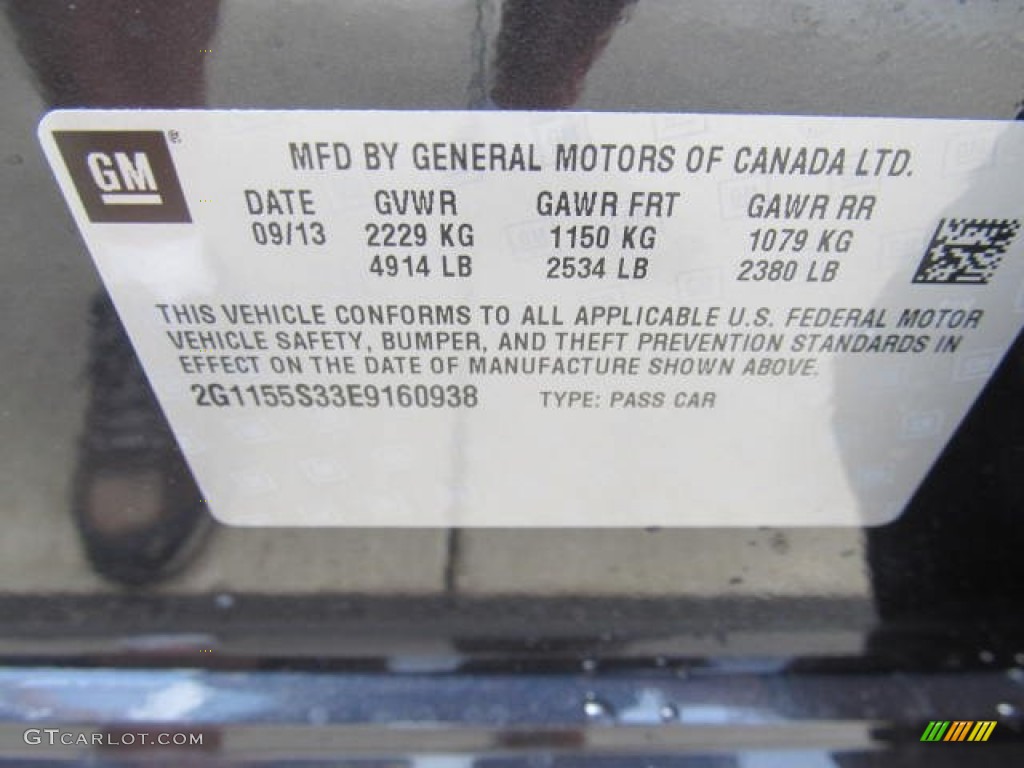 GM ®
MFD BY GENERAL MOTORS OF CANADA LTD.
DATE GVWR GAWR FRT GAWR RR
09/13 2229 KG 1150 KG 1079 KG
4914 LB 2534 LB 2380 LB
THIS VEHICLE CONFORMS TO ALL APPLICABLE U.S. FEDERAL MOTOR
VEHICLE SAFETY, BUMPER, AND THEFT PREVENTION STANDARDS IN
EFFECT ON THE DATE OF MANUFACTURE SHOWN ABOVE.
2G1155S33E9160938 TYPE: PASS CAR
GTCARLOT.COM